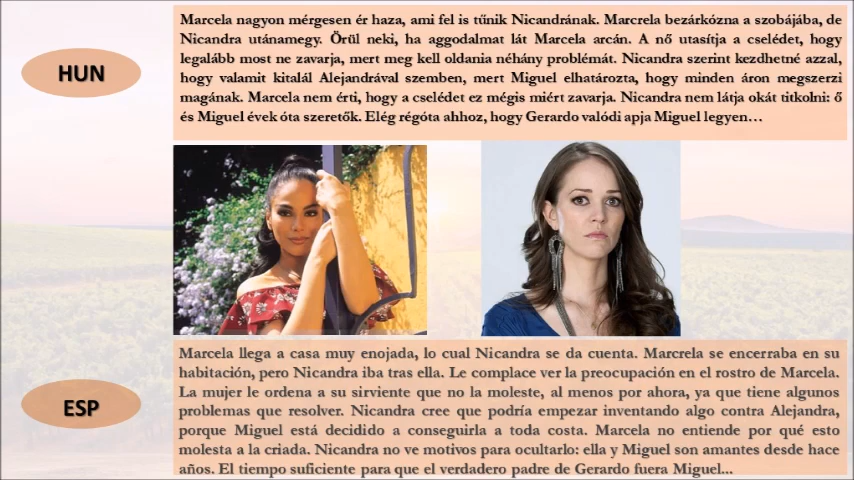 HUN
Marcela nagyon mérgesen ér haza, ami fel is tűnik Nicandrának. Marcrela bezárkózna a szobájába, de
Nicandra utánamegy. Örül neki, ha aggodalmat lát Marcela arcán. A nő utasítja a cselédet, hogy
legalább most ne zavarja, mert meg kell oldania néhány problémát. Nicandra szerint kezdhetné azzal,
hogy valamit kitalál Alejandrával szemben, mert Miguel elhatározta, hogy minden áron megszerzi
magának. Marcela nem érti, hogy a cselédet ez mégis miért zavarja. Nicandra nem látja okát titkolni: ő
és Miguel évek óta szeretők. Elég régóta ahhoz, hogy Gerardo valódi apja Miguel legyen…
ESP
Marcela llega a casa muy enojada, lo cual Nicandra se da cuenta. Marcrela se encerraba en su
habitación, pero Nicandra iba tras ella. Le complace ver la preocupación en el rostro de Marcela.
La mujer le ordena a su sirviente que no la moleste, al menos por ahora, ya que tiene algunos
problemas que resolver. Nicandra cree que podría empezar inventando algo contra Alejandra,
porque Miguel está decidido a conseguirla a toda costa. Marcela no entiende por qué esto
molesta a la criada. Nicandra no ve motivos para ocultarlo: ella y Miguel son amantes desde hace
años. El tiempo suficiente para que el verdadero padre de Gerardo fuera Miguel...